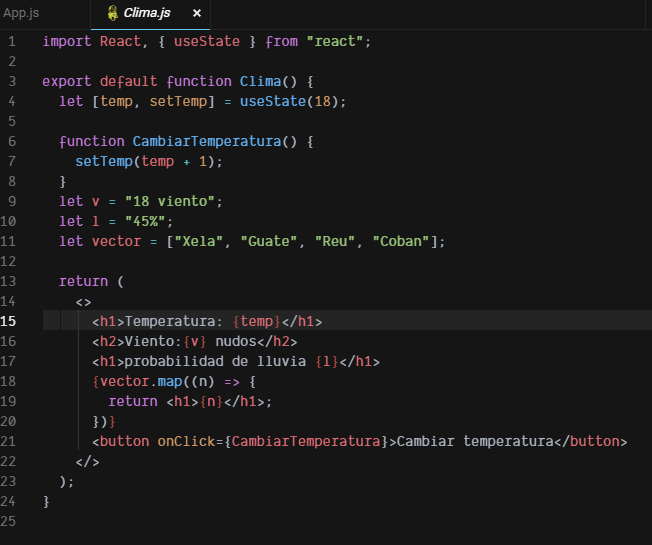 App.js
Clima.js ×
1 import React, { useState } from "react";
2
3 export default function Clima() {
4   let [temp, setTemp] = useState(18);
5
6   function CambiarTemperatura() {
7     setTemp(temp + 1);
8   }
9   let v = "18 viento";
10   let l = "45%";
11   let vector = ["Xela", "Guate", "Reu", "Coban"];
12
13   return (
14     <>
15       <h1>Temperatura: {temp}</h1>
16       <h2>Viento:{v} nudos</h2>
17       <h1>probabilidad de lluvia {l}</h1>
18       {vector.map((n) => {
19         return <h1>{n}</h1>;
20       })}
21       <button onClick={CambiarTemperatura}>Cambiar temperatura</button>
22     </>
23   );
24 }
25